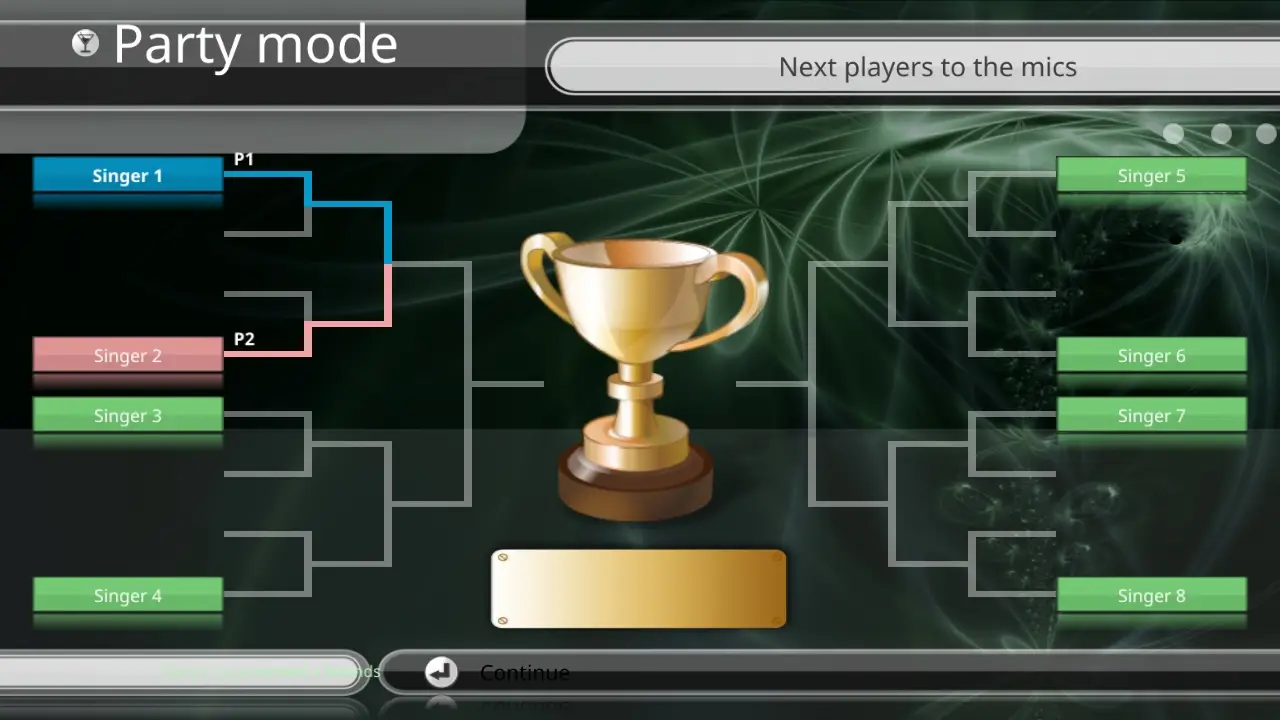 Party mode
Next players to the mics
P1
Singer 1
Singer 5
P2
Singer 2
Singer 6
Singer 3
Singer 7
Singer 4
Singer 8
Continue